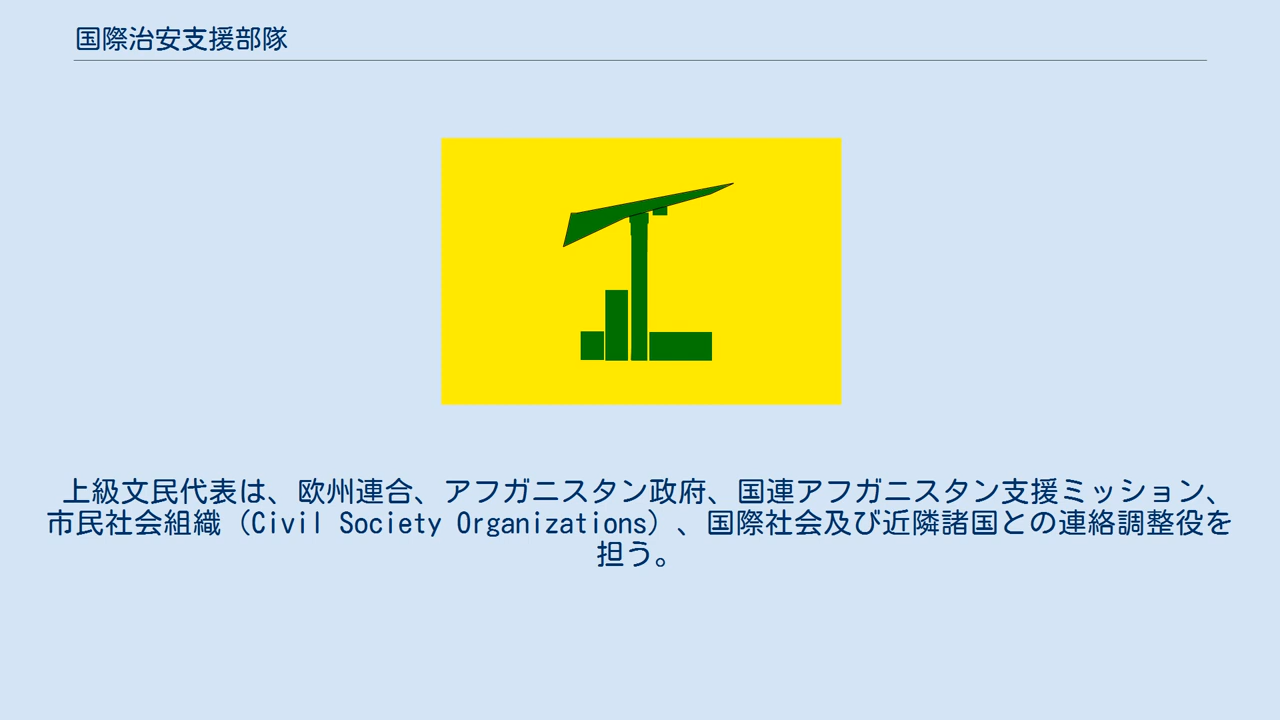 国際治安支援部隊
上級文民代表は、欧州連合、アフガニスタン政府、国連アフガニスタン支援ミッション、
市民社会組織（Civil Society Organizations）、国際社会及び近隣諸国との連絡調整役を
担う。